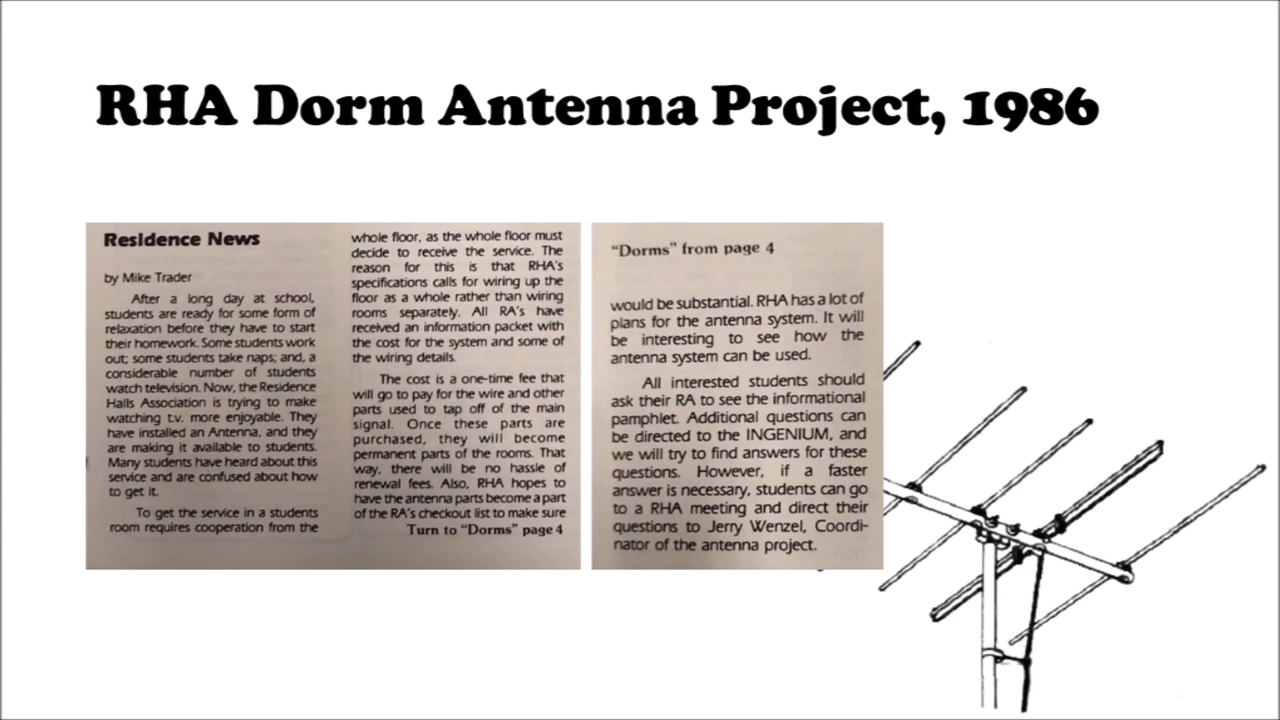 RHA Dorm Antenna Project, 1986
Residence News
by Mike Trader
After a long day at school,
students are ready for some form of
relaxation before they have to start
their homework. Some students work
out; some students take naps; and, a
considerable number of students
watch television. Now, the Residence
Halls Association is trying to make
watching t.v. more enjoyable. They
have installed an Antenna, and they
are making it available to students.
Many students have heard about this
service and are confused about how
to get it.
To get the service in a students
room requires cooperation from the
whole floor, as the whole floor must
decide to receive the service. The
reason for this is that RHA's
specifications calls for wiring up the
floor as a whole rather than wiring
rooms separately. All RA's have
received an information packet with
the cost for the system and some of
the wiring details.
The cost is a one-time fee that
will go to pay for the wire and other
parts used to tap off of the main
signal. Once these parts are
purchased, they will become
permanent parts of the rooms. That
way, there will be no hassle of
renewal fees. Also, RHA hopes to
have the antenna parts become a part
of the RA's checkout list to make sure
Turn to "Dorms" page 4
"Dorms" from page 4
would be substantial. RHA has a lot of
plans for the antenna system. It will
be interesting to see how the
antenna system can be used.
All interested students should
ask their RA to see the informational
pamphlet. Additional questions can
be directed to the INGENIUM, and
we will try to find answers for these
questions. However, if a faster
answer is necessary, students can go
to a RHA meeting and direct their
questions to Jerry Wenzel, Coordi-
nator of the antenna project.